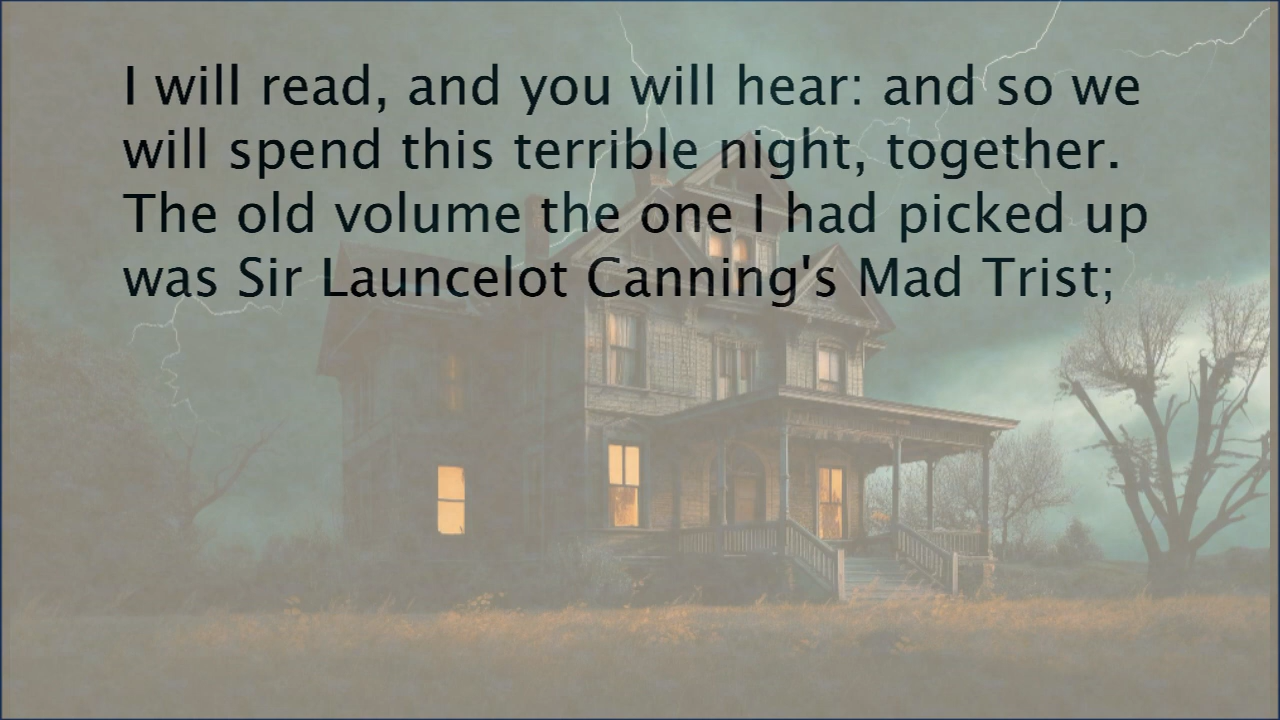 I will read, and you will hear: and so we
will spend this terrible night, together.
The old volume the one I had picked up
was Sir Launcelot Canning's Mad Trist;